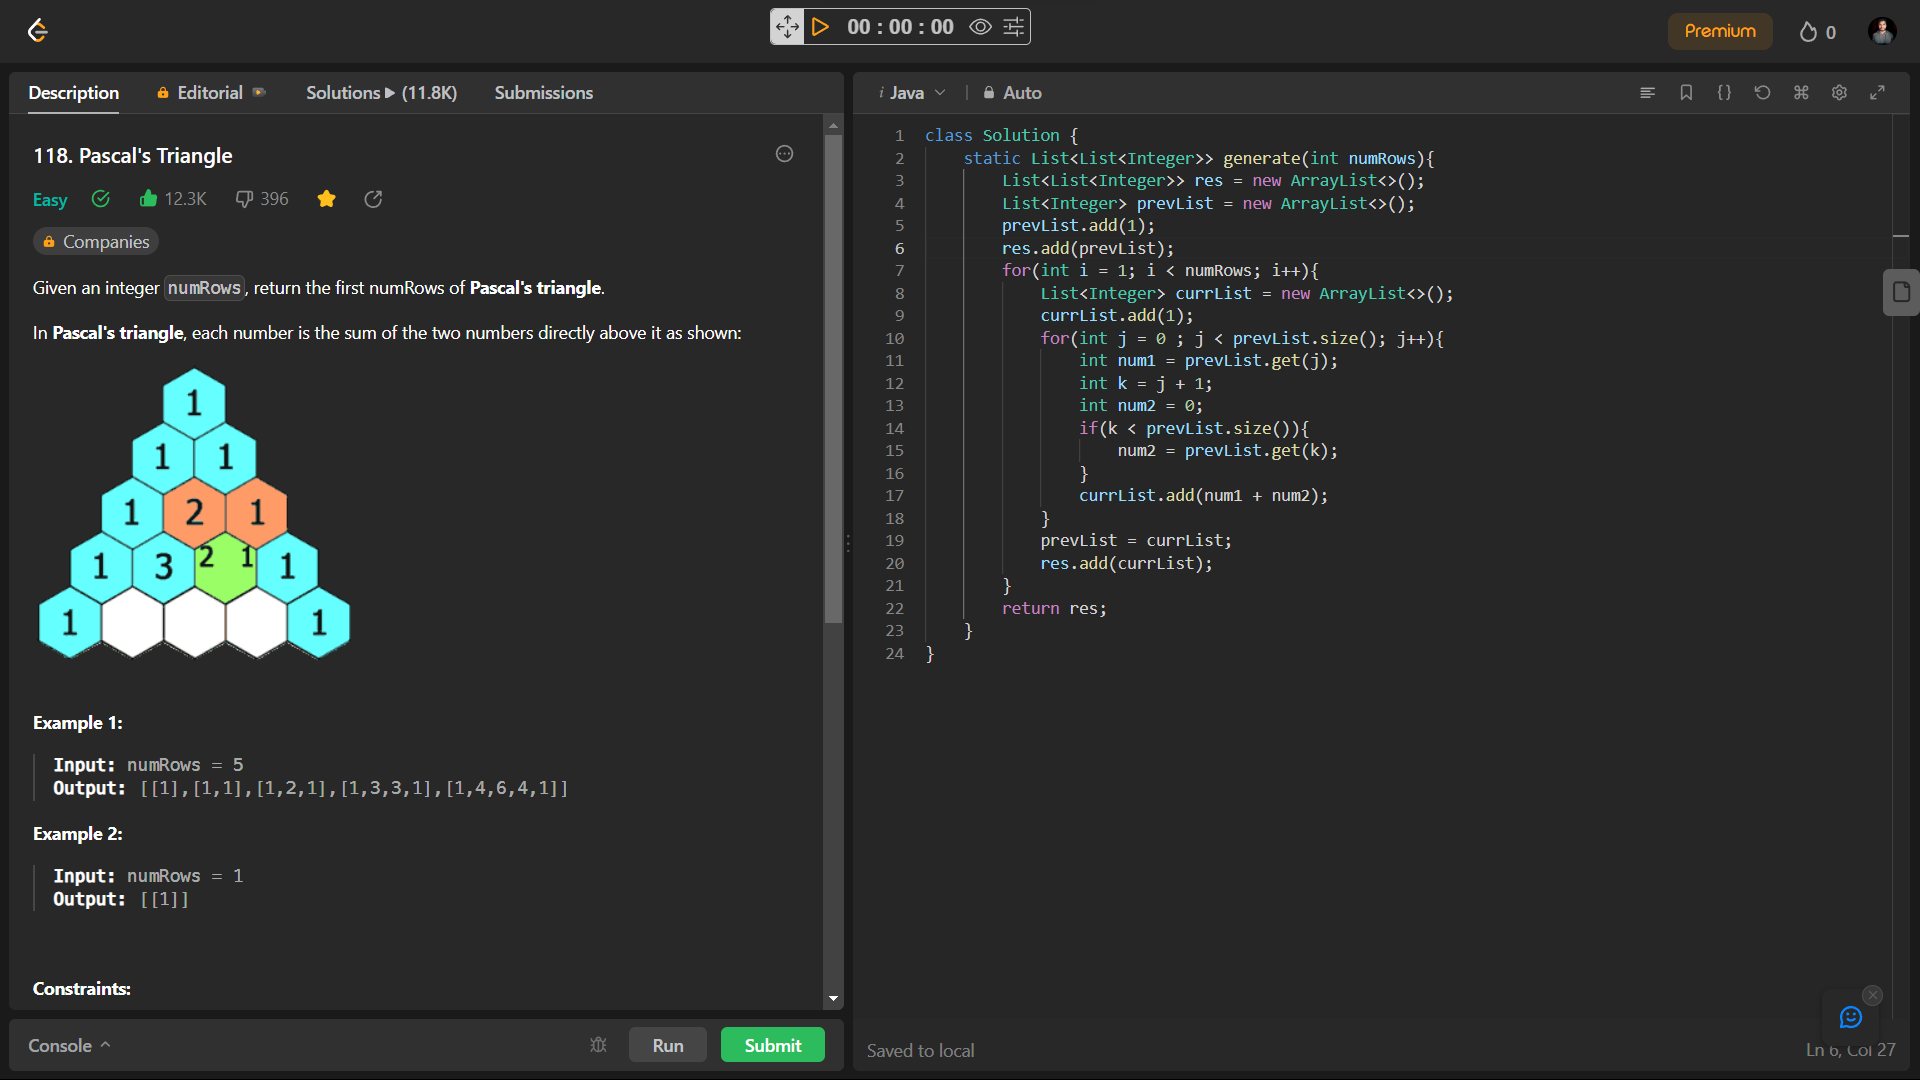 00 : 00 : 00
Premium
0
Description
Editorial
Solutions (11.8K)
Submissions
118. Pascal's Triangle
Easy
12.3K
396
Companies
Given an integer numRows, return the first numRows of Pascal's triangle.
In Pascal's triangle, each number is the sum of the two numbers directly above it as shown:
1
1 1
1 2 1
1 3 2 1 1
1 1
Example 1:
Input: numRows = 5
Output: [[1],[1,1],[1,2,1],[1,3,3,1],[1,4,6,4,1]]
Example 2:
Input: numRows = 1
Output: [[1]]
Constraints:
Console
Run
Submit
i Java
Auto
1 class Solution {
2 static List<List<Integer>> generate(int numRows){
3 List<List<Integer>> res = new ArrayList<>();
4 List<Integer> prevList = new ArrayList<>();
5 prevList.add(1);
6 res.add(prevList);
7 for(int i = 1; i < numRows; i++){
8 List<Integer> currList = new ArrayList<>();
9 currList.add(1);
10 for(int j = 0 ; j < prevList.size(); j++){
11 int num1 = prevList.get(j);
12 int k = j + 1;
13 int num2 = 0;
14 if(k < prevList.size()){
15 num2 = prevList.get(k);
16 }
17 currList.add(num1 + num2);
18 }
19 prevList = currList;
20 res.add(currList);
21 }
22 return res;
23 }
24 }
Saved to local
Ln 6, Col 27